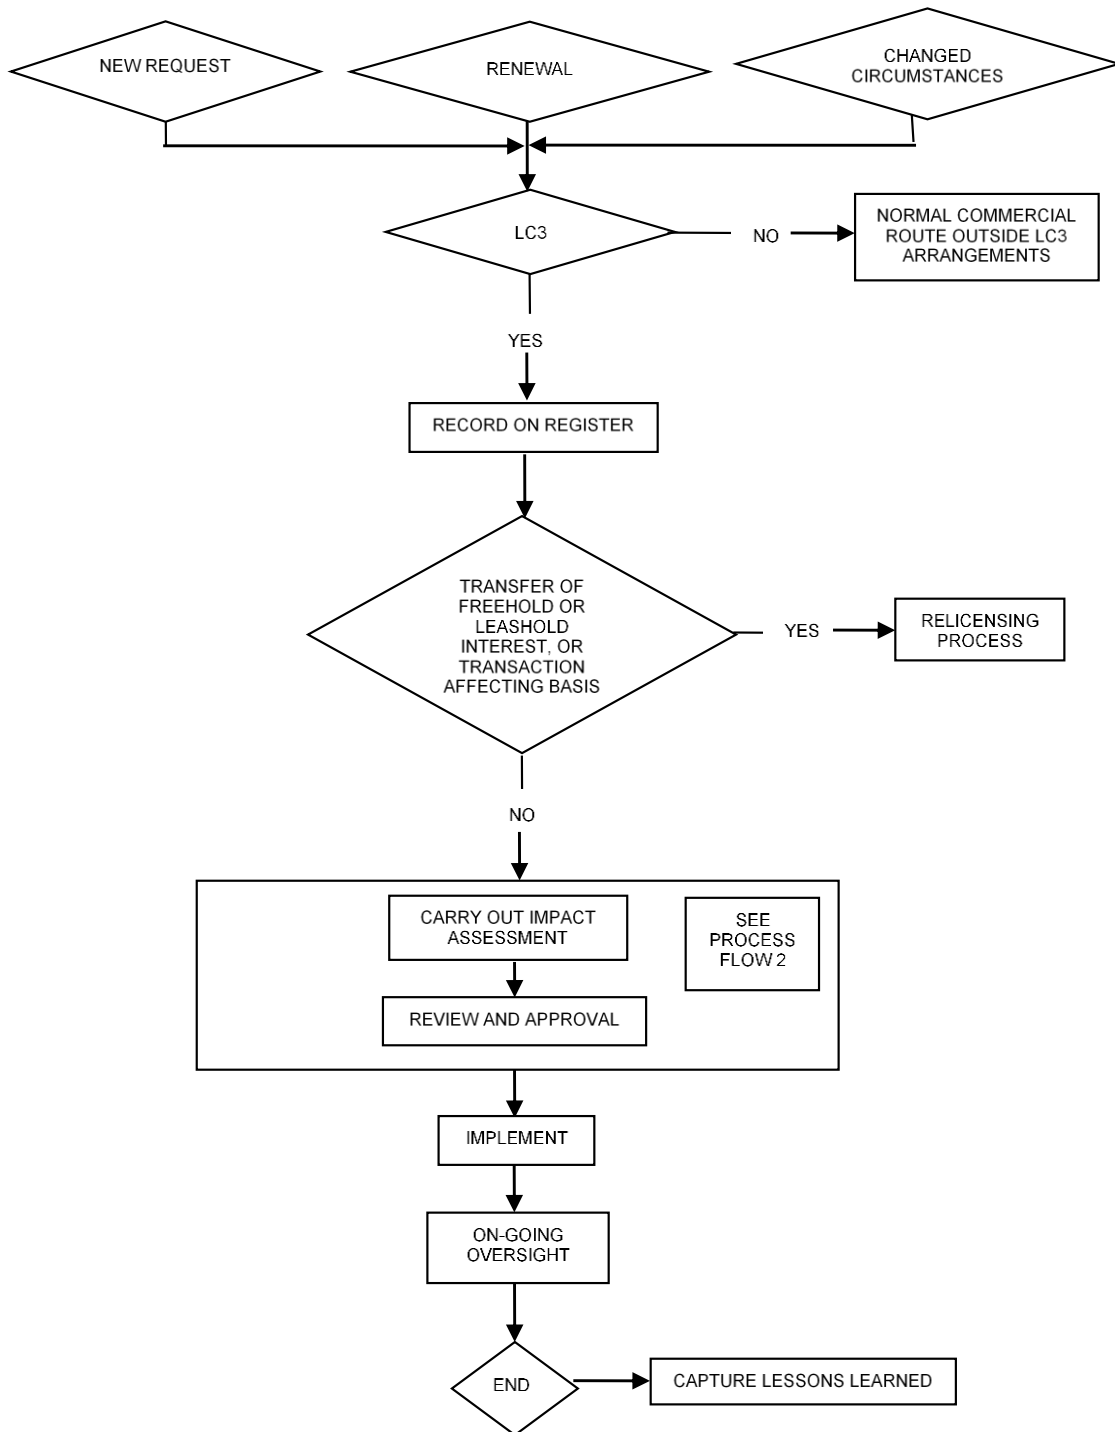 NEW REQUEST
RENEWAL
CHANGED
CIRCUMSTANCES
LC3
NO
NORMAL COMMERCIAL
ROUTE OUTSIDE LC3
ARRANGEMENTS
YES
RECORD ON REGISTER
TRANSFER OF
FREEHOLD OR
LEASHOLD
INTEREST, OR
TRANSACTION
AFFECTING BASIS
YES
RELICENSING
PROCESS
NO
CARRY OUT IMPACT
ASSESSMENT
SEE
PROCESS
FLOW 2
REVIEW AND APPROVAL
IMPLEMENT
ON-GOING
OVERSIGHT
END
CAPTURE LESSONS LEARNED